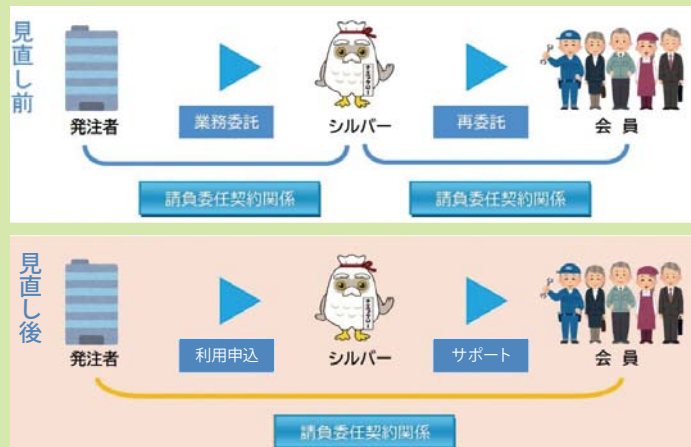 見直し前
発注者
業務委託
シルバー
再委託
会員
請負委任契約関係
請負委任契約関係
見直し後
発注者
利用申込
シルバー
サポート
会員
請負委任契約関係